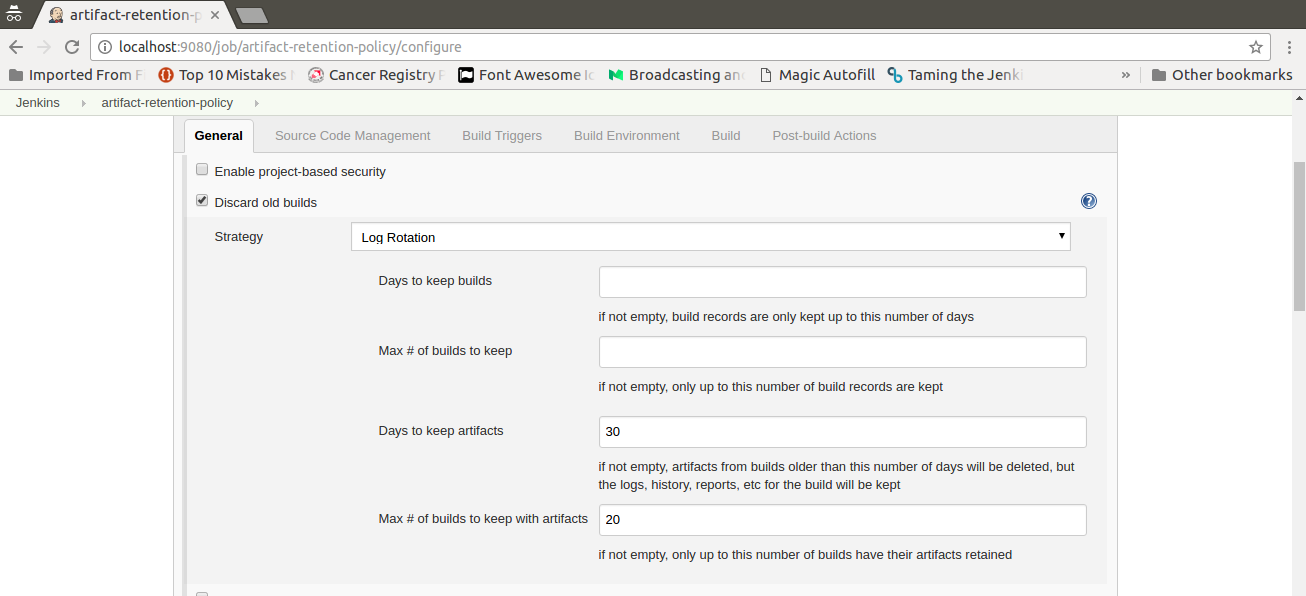 artifact-retention-p
localhost:9080/job/artifact-retention-policy/configure
Imported From F Top 10 Mistakes Cancer Registry Font Awesome Ic Broadcasting an Magic Autofill Taming the Jenki » Other bookmarks
Jenkins artifact-retention-policy
General Source Code Management Build Triggers Build Environment Build Post-build Actions
Enable project-based security
Discard old builds
Strategy Log Rotation
Days to keep builds
if not empty, build records are only kept up to this number of days
Max # of builds to keep
if not empty, only up to this number of build records are kept
Days to keep artifacts 30
if not empty, artifacts from builds older than this number of days will be deleted, but
the logs, history, reports, etc for the build will be kept
Max # of builds to keep with artifacts 20
if not empty, only up to this number of builds have their artifacts retained